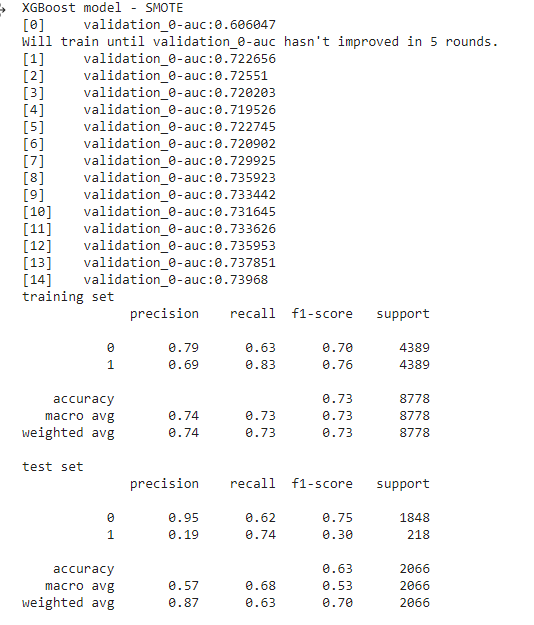 XGBoost model - SMOTE
[0]	validation_0-auc:0.606047
Will train until validation_0-auc hasn't improved in 5 rounds.
[1]	validation_0-auc:0.722656
[2]	validation_0-auc:0.72551
[3]	validation_0-auc:0.720203
[4]	validation_0-auc:0.719526
[5]	validation_0-auc:0.722745
[6]	validation_0-auc:0.720902
[7]	validation_0-auc:0.729925
[8]	validation_0-auc:0.735923
[9]	validation_0-auc:0.733442
[10]	validation_0-auc:0.731645
[11]	validation_0-auc:0.733626
[12]	validation_0-auc:0.735953
[13]	validation_0-auc:0.737851
[14]	validation_0-auc:0.73968
training set
precision recall f1-score support
0 0.79 0.63 0.70 4389
1 0.69 0.83 0.76 4389
accuracy 0.73 8778
macro avg 0.74 0.73 0.73 8778
weighted avg 0.74 0.73 0.73 8778
test set
precision recall f1-score support
0 0.95 0.62 0.75 1848
1 0.19 0.74 0.30 218
accuracy 0.63 2066
macro avg 0.57 0.68 0.53 2066
weighted avg 0.87 0.63 0.70 2066